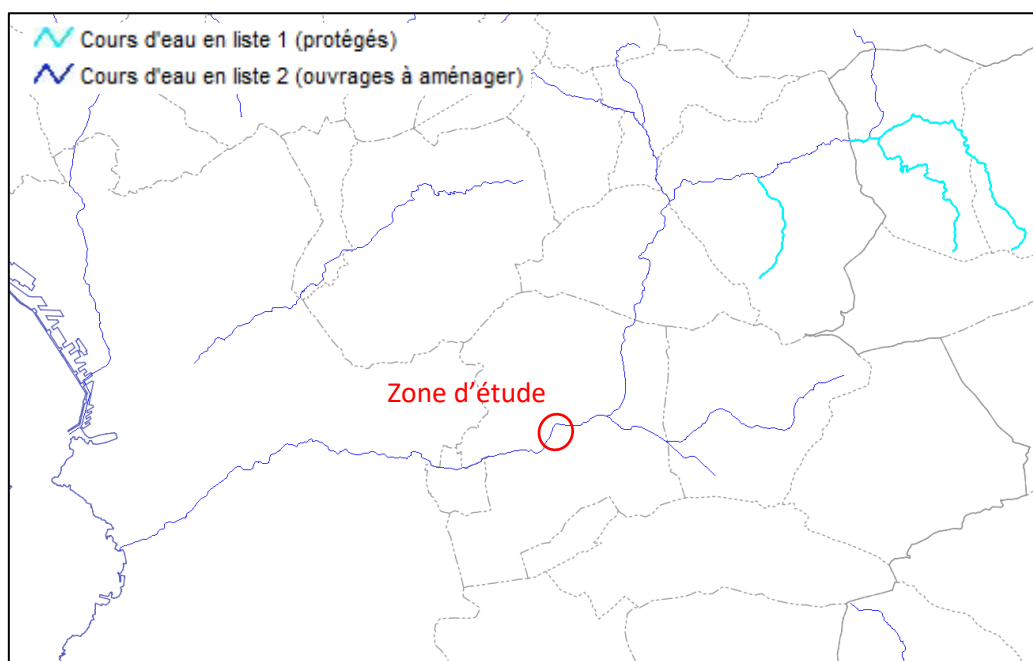 Cours d'eau en liste 1 (protégés)
Cours d'eau en liste 2 (ouvrages à aménager)
Zone d'étude